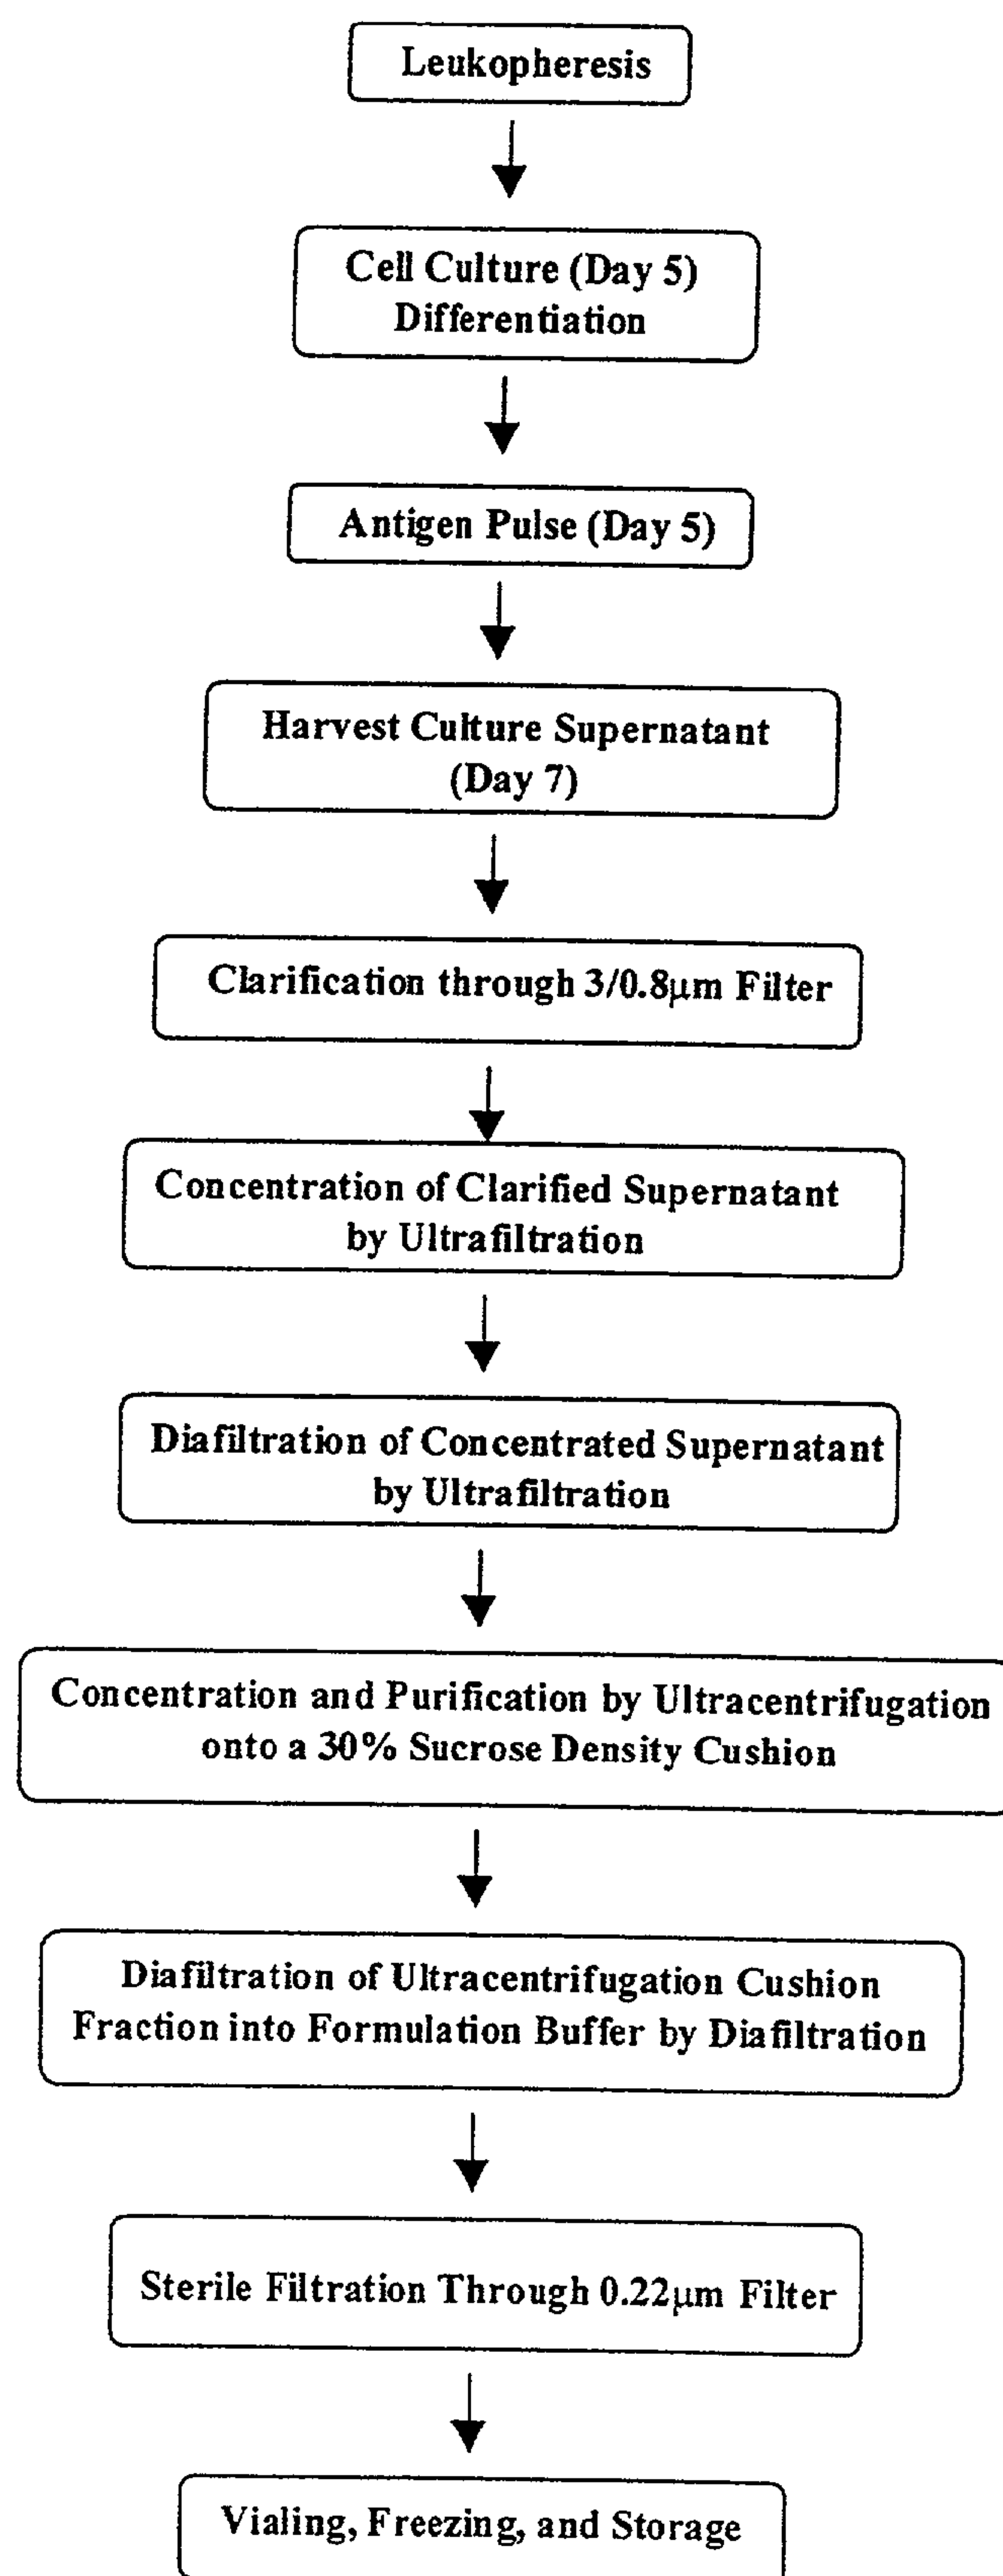 Leukopheresis
Cell Culture (Day 5)
Differentiation
Antigen Pulse (Day 5)
Harvest Culture Supernatant
(Day 7)
Clarification through 3/0.8μm Filter
Concentration of Clarified Supernatant
by Ultrafiltration
Diafiltration of Concentrated Supernatant
by Ultrafiltration
Concentration and Purification by Ultracentrifugation
onto a 30% Sucrose Density Cushion
Diafiltration of Ultracentrifugation Cushion
Fraction into Formulation Buffer by Diafiltration
Sterile Filtration Through 0.22μm Filter
Vialing, Freezing, and Storage